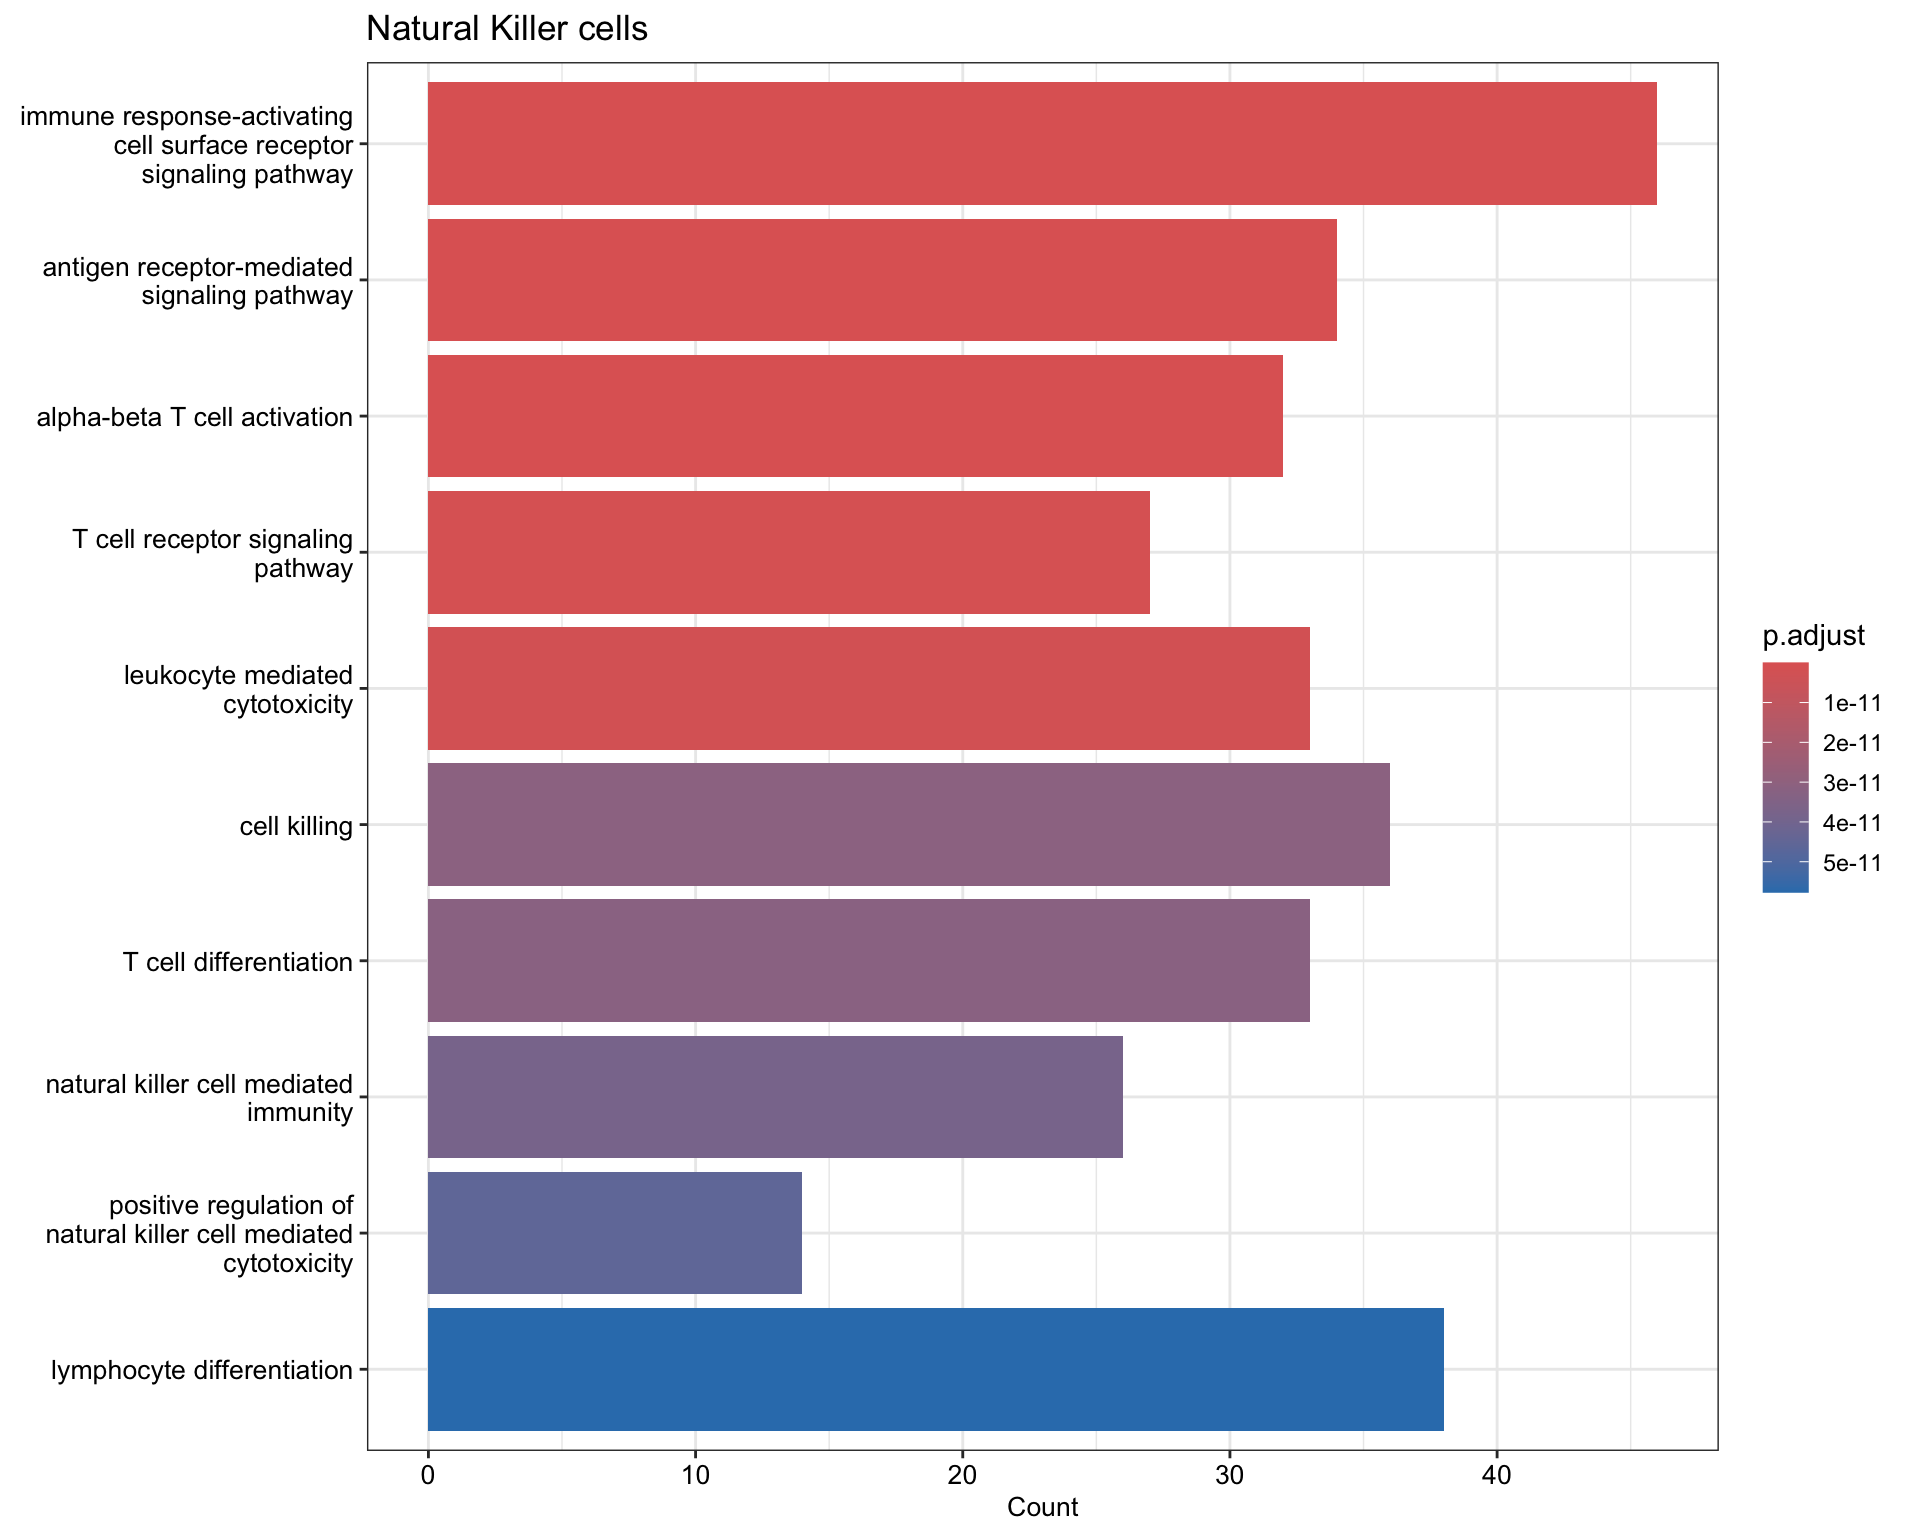 Natural Killer cells
immune response-activating
cell surface receptor
signaling pathway
antigen receptor-mediated
signaling pathway
alpha-beta T cell activation
T cell receptor signaling
pathway
leukocyte mediated
cytotoxicity
cell killing
T cell differentiation
natural killer cell mediated
immunity
positive regulation of
natural killer cell mediated
cytotoxicity
lymphocyte differentiation
0 10 20 30 40
Count
p.adjust
1e-11
2e-11
3e-11
4e-11
5e-11